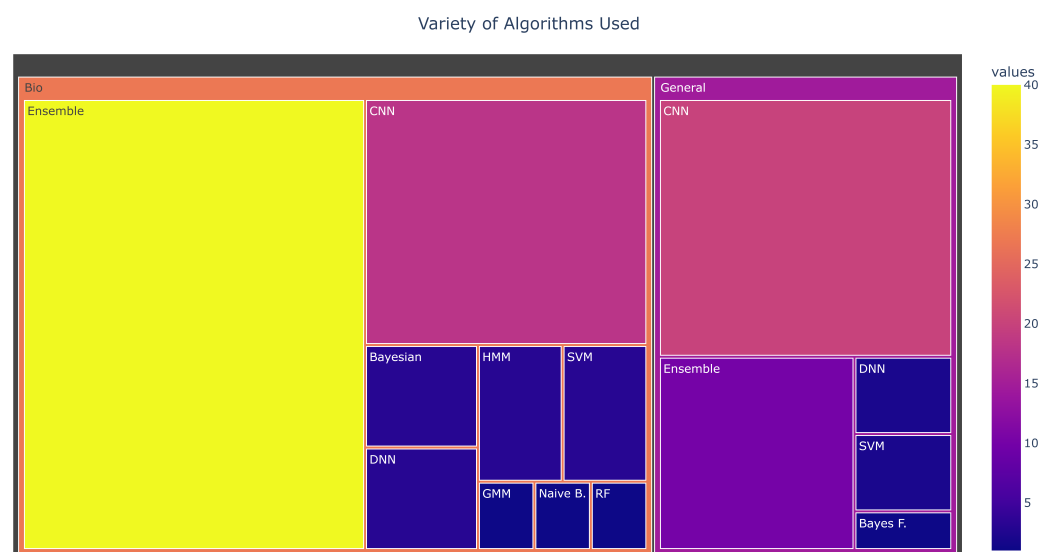 Variety of Algorithms Used
Bio
Ensemble
CNN
Bayesian
HMM
SVM
DNN
GMM
Naive B.
RF
General
CNN
Ensemble
DNN
SVM
Bayes F.
values
40
35
30
25
20
15
10
5